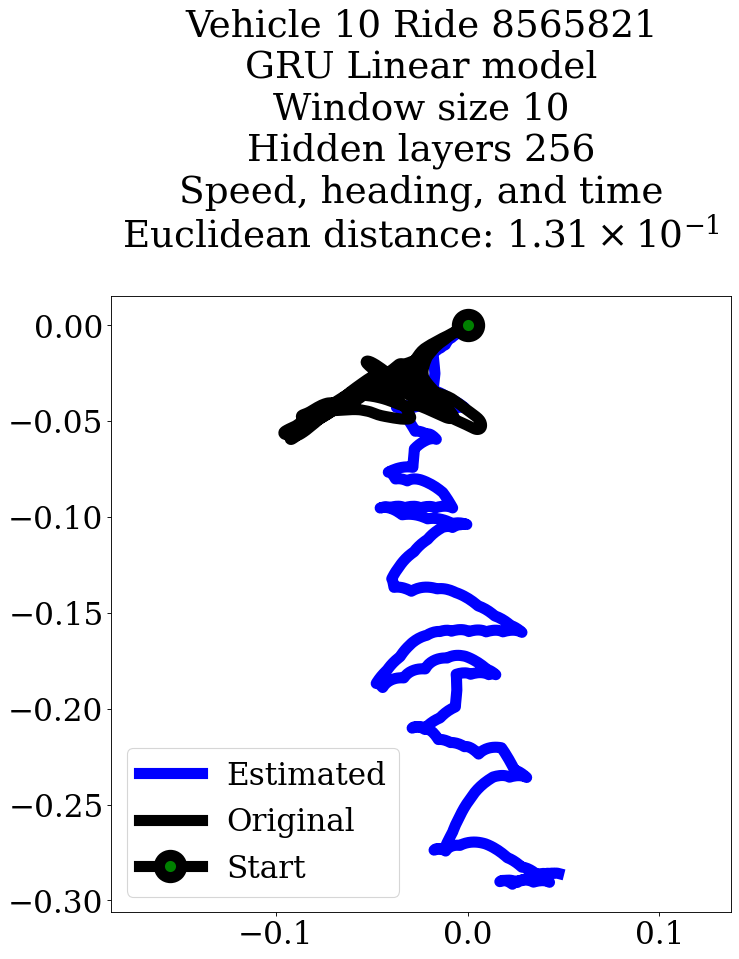 Vehicle 10 Ride 8565821
GRU Linear model
Window size 10
Hidden layers 256
Speed, heading, and time
Euclidean distance: 1.31 × 10⁻¹
0.00
−0.05
−0.10
−0.15
−0.20
−0.25
−0.30
Estimated
Original
Start
−0.1 0.0 0.1